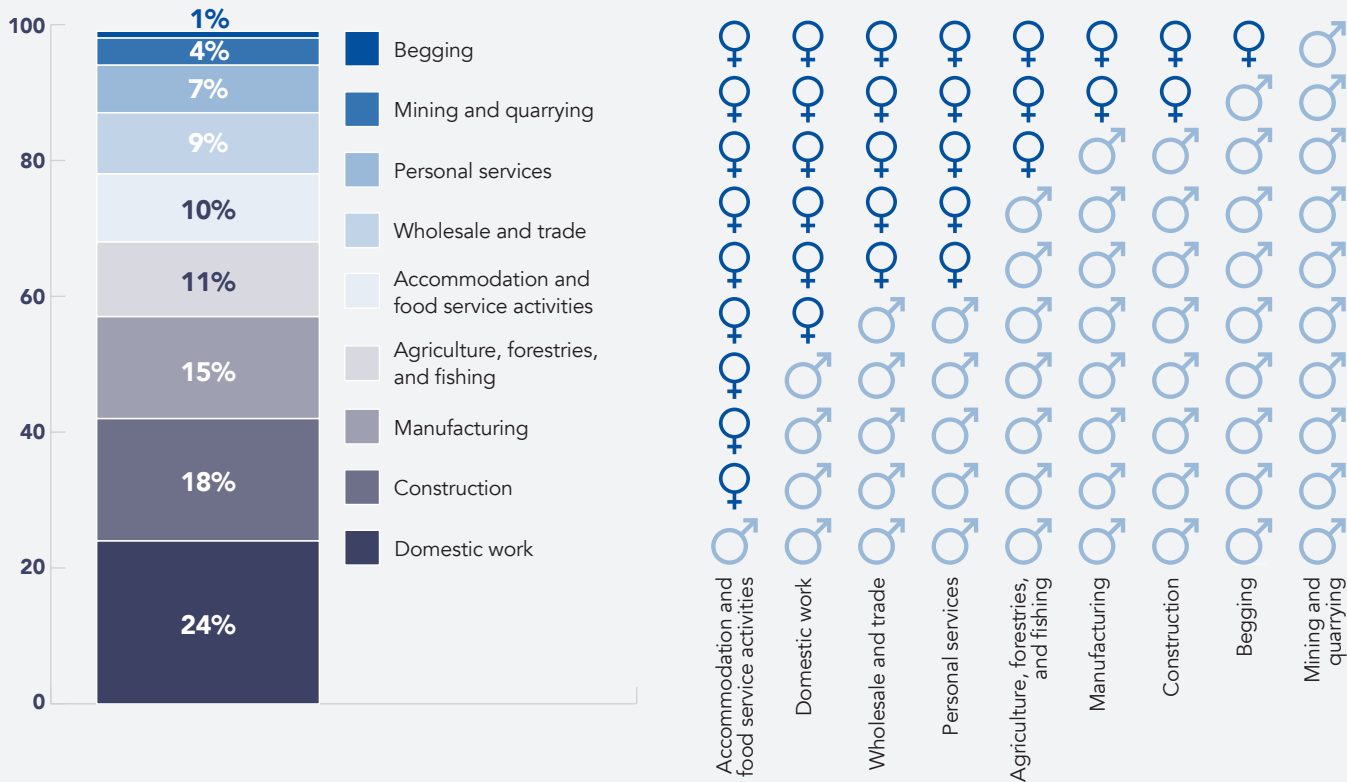 100
80
60
40
20
0
1%
4%
7%
9%
10%
11%
15%
18%
24%
Begging
Mining and quarrying
Personal services
Wholesale and trade
Accommodation and
food service activities
Agriculture, forestries,
and fishing
Manufacturing
Construction
Domestic work
Accommodation and
food service activities
Domestic work
Wholesale and trade
Personal services
Agriculture, forestries,
and fishing
Manufacturing
Construction
Begging
Mining and
quarrying